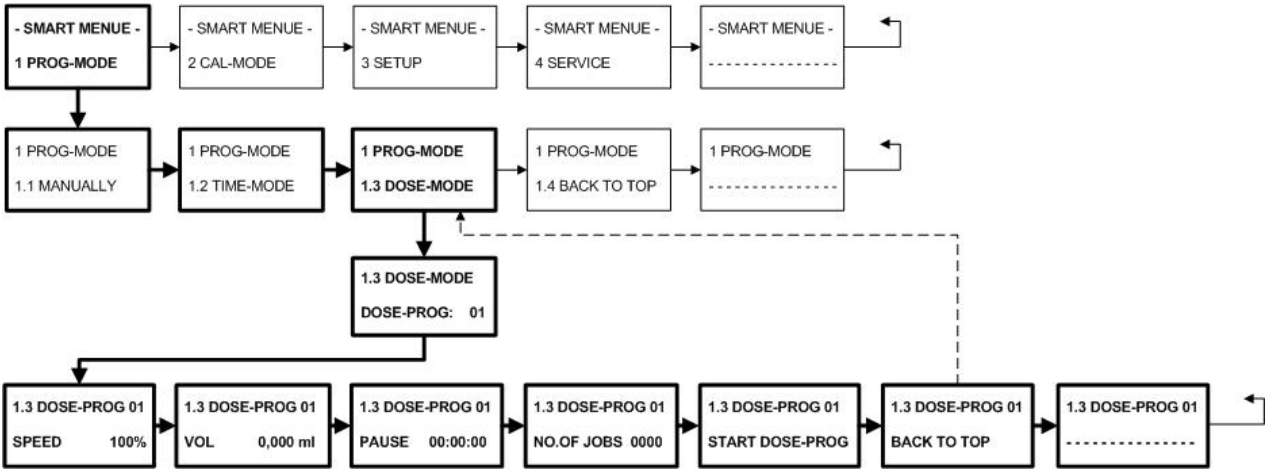 - SMART MENUE -
1 PROG-MODE
- SMART MENUE -
2 CAL-MODE
- SMART MENUE -
3 SETUP
- SMART MENUE -
4 SERVICE
- SMART MENUE -
- - - - - - - - - - - - - - -
1 PROG-MODE
1.1 MANUALLY
1 PROG-MODE
1.2 TIME-MODE
1 PROG-MODE
1.3 DOSE-MODE
1 PROG-MODE
1.4 BACK TO TOP
1 PROG-MODE
- - - - - - - - - - - - - - -
1.3 DOSE-MODE
DOSE-PROG: 01
1.3 DOSE-PROG 01
SPEED 100%
1.3 DOSE-PROG 01
VOL 0,000 ml
1.3 DOSE-PROG 01
PAUSE 00:00:00
1.3 DOSE-PROG 01
NO.OF JOBS 0000
1.3 DOSE-PROG 01
START DOSE-PROG
1.3 DOSE-PROG 01
BACK TO TOP
1.3 DOSE-PROG 01
- - - - - - - - - - - - - - -